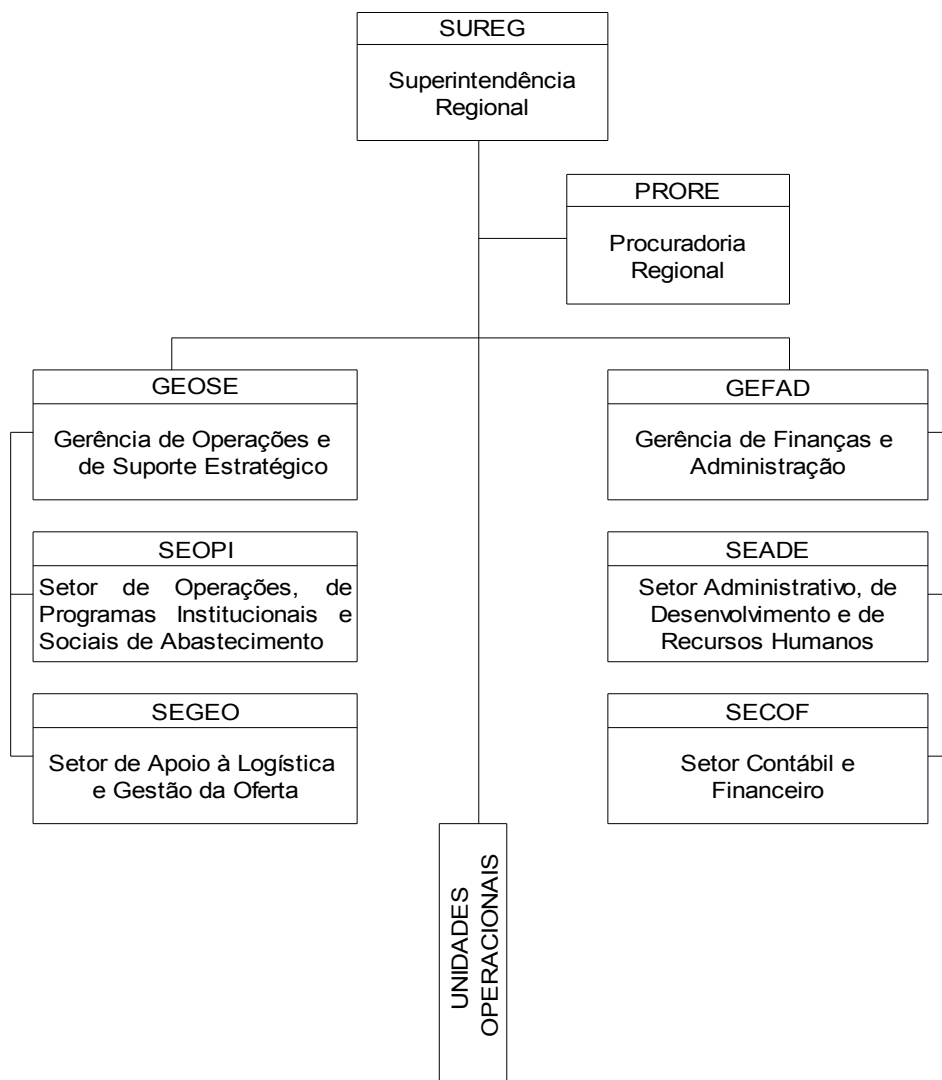 SUREG
Superintendência
Regional
PRORE
Procuradoria
Regional
GEOSE
Gerência de Operações e
de Suporte Estratégico
GEFAD
Gerência de Finanças e
Administração
SEOPI
Setor de Operações, de
Programas Institucionais e
Sociais de Abastecimento
SEADE
Setor Administrativo, de
Desenvolvimento e de
Recursos Humanos
SEGEO
Setor de Apoio à Logística
e Gestão da Oferta
SECOF
Setor Contábil e
Financeiro
UNIDADES
OPERACIONAIS